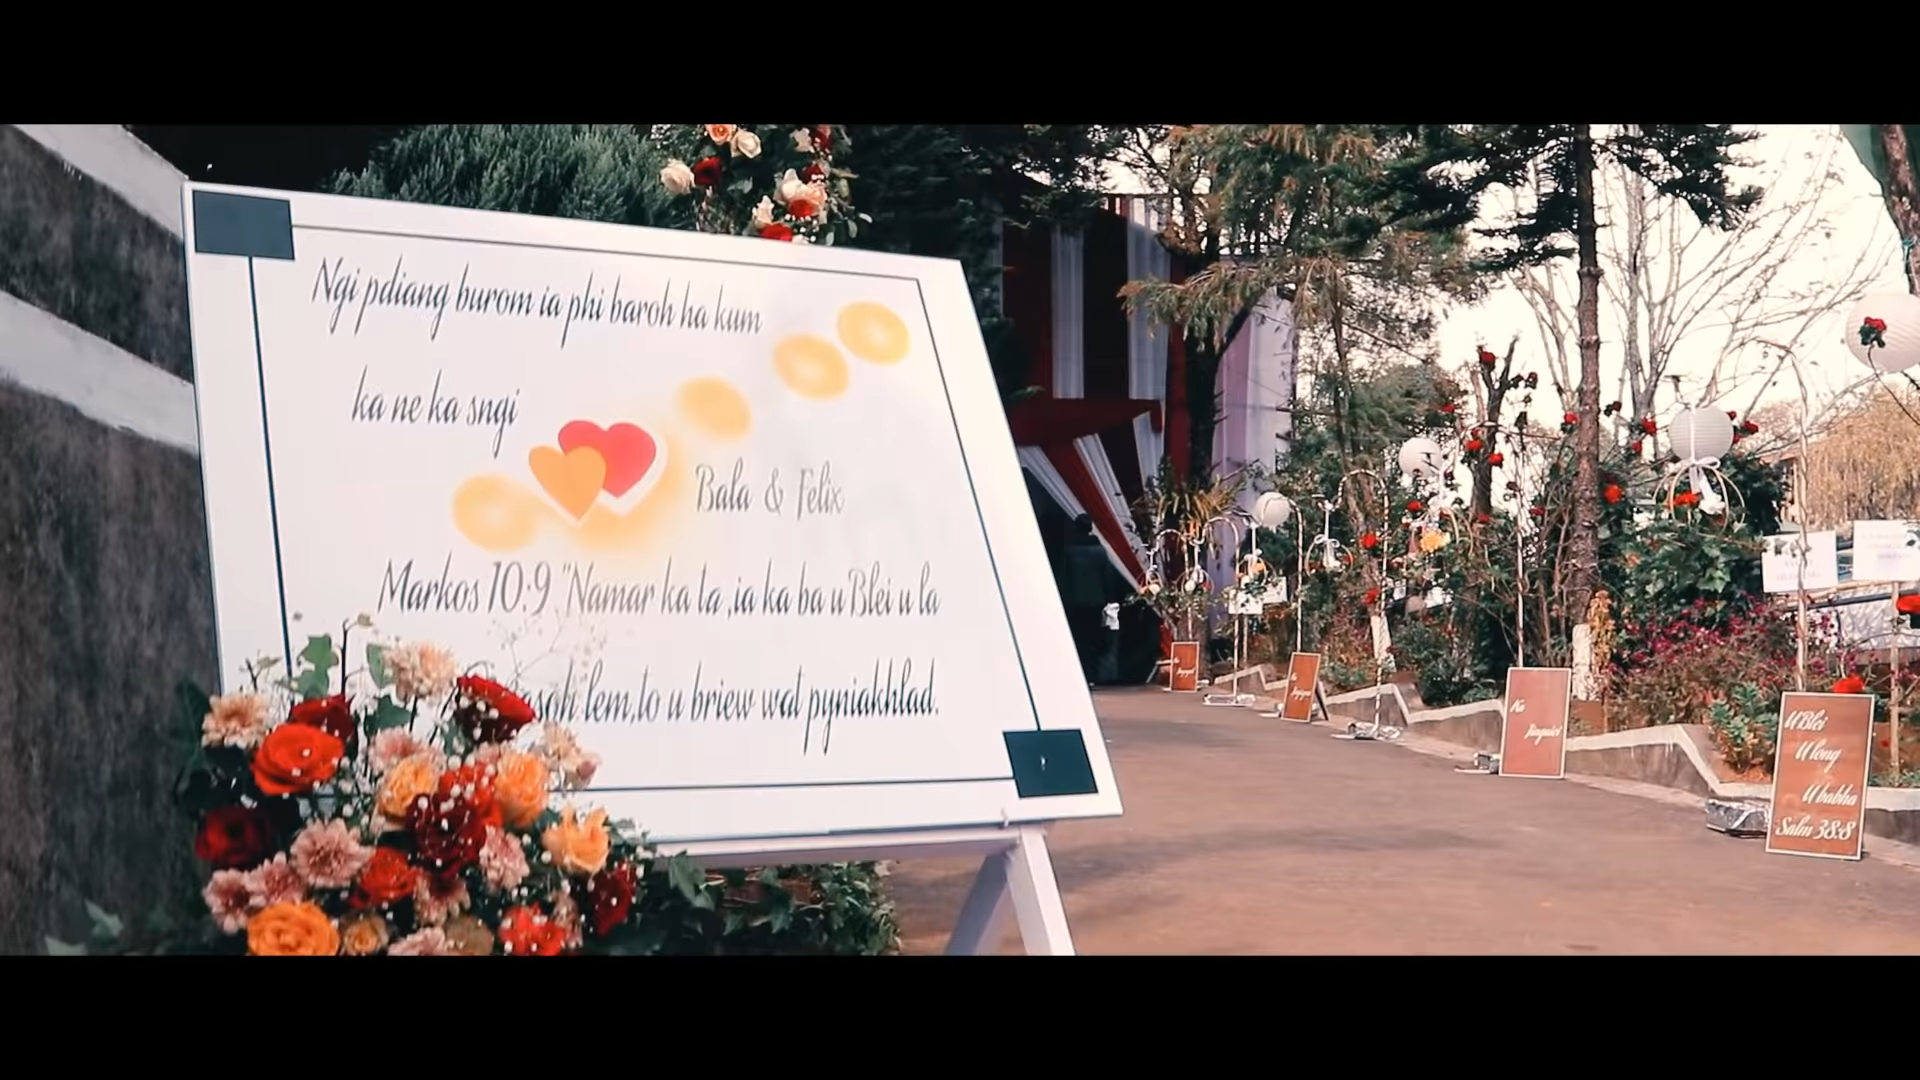 Ngi pdiang burom ia phi baroh ha kum
ka ne ka sngi
Bala & Felix
Markos 10:9 "Namar ka ta ,ia ka ba u Blei u la
lem,to u briew wat pyniakhlad.
U Blei
U long
U babha
Salm 38:8